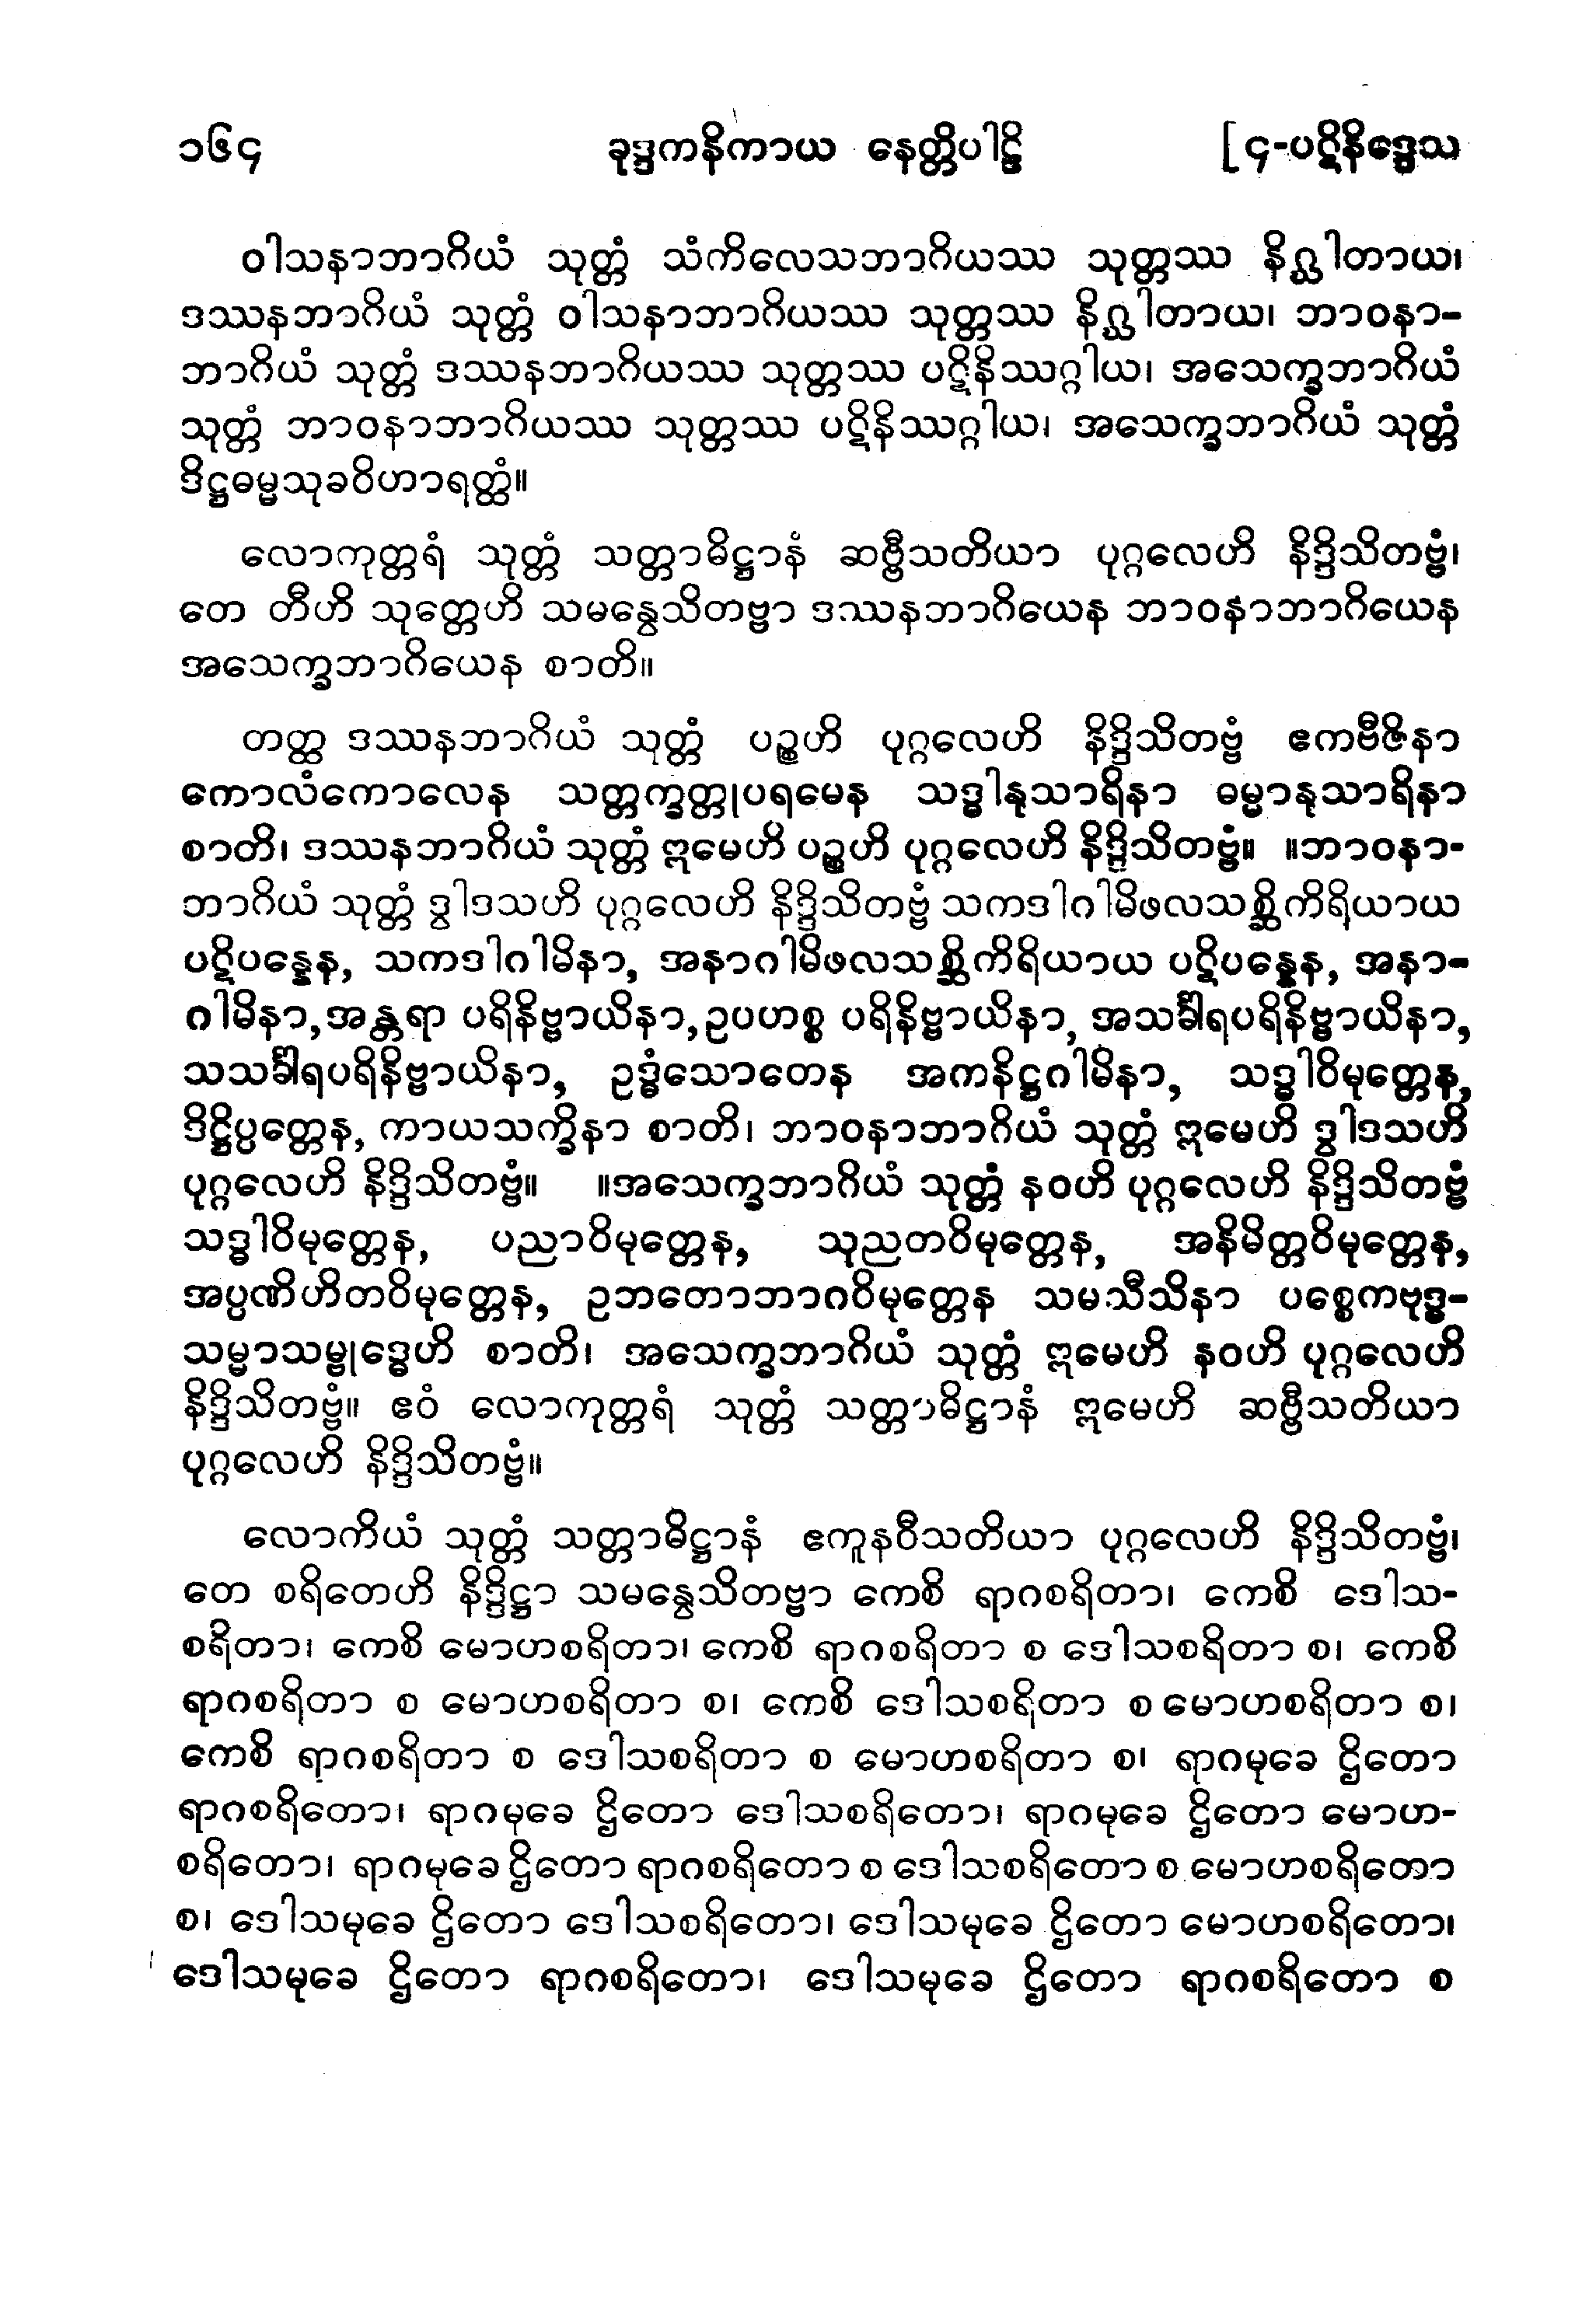 ၁၆၄ ခုဒ္ဒကနိကာယ နေတ္တိပါဠိ [၄-ပဋိနိဒ္ဒေသ
ဝါသနာဘာဂိယံ သုတ္တံ သံကိလေသဘာဂိယဿ သုတ္တဿ နိဂ္ဃါတာယ၊
ဒဿနဘာဂိယံ သုတ္တံ ဝါသနာဘာဂိယဿ သုတ္တဿ နိဂ္ဃါတာယ၊ ဘာဝနာ-
ဘာဂိယံ သုတ္တံ ဒဿနဘာဂိယဿ သုတ္တဿ ပဋိနိဿဂ္ဂါယ၊ အသေက္ခဘာဂိယံ
သုတ္တံ ဘာဝနာဘာဂိယဿ သုတ္တဿ ပဋိနိဿဂ္ဂါယ၊ အသေက္ခဘာဂိယံ သုတ္တံ
ဒိဋ္ဌဓမ္မသုခဝိဟာရတ္ထံ။
လောကုတ္တရံ သုတ္တံ သတ္တာဓိဋ္ဌာနံ ဆဗ္ဗီသတိယာ ပုဂ္ဂလေဟိ နိဒ္ဒိသိတဗ္ဗံ၊
တေ တီဟိ သုတ္တေဟိ သမန္ွေသိတဗ္ဗာ ဒဿနဘာဂိယေန ဘာဝနာဘာဂိယေန
အသေက္ခဘာဂိယေန စာတိ။
တတ္ထ ဒဿနဘာဂိယံ သုတ္တံ ပဉ္စဟိ ပုဂ္ဂလေဟိ နိဒ္ဒိသိတဗ္ဗံ ဧကဗီဇိနာ
ကောလံကောလေန သတ္တက္ခတ္တုပရမေန သဒ္ဓါနုသာရိနာ ဓမ္မာနုသာရိနာ
စာတိ၊ ဒဿနဘာဂိယံ သုတ္တံ ဣမေဟိ ပဉ္စဟိ ပုဂ္ဂလေဟိ နိဒ္ဒိသိတဗ္ဗံ။ ။ဘာဝနာ-
ဘာဂိယံ သုတ္တံ ဒွါဒသဟိ ပုဂ္ဂလေဟိ နိဒ္ဒိသိတဗ္ဗံ သကဒါဂါမိဖလသစ္ဆိကိရိယာယ
ပဋိပန္နေန, သကဒါဂါမိနာ, အနာဂါမိဖလသစ္ဆိကိရိယာယ ပဋိပန္နေန, အနာ-
ဂါမိနာ, အန္တရာ ပရိနိဗ္ဗာယိနာ, ဥပဟစ္စ ပရိနိဗ္ဗာယိနာ, အသင်္ခါရပရိနိဗ္ဗာယိနာ,
သသင်္ခါရပရိနိဗ္ဗာယိနာ, ဥဒ္ဓံသောတေန အကနိဋ္ဌဂါမိနာ, သဒ္ဓါဝိမုတ္တေန,
ဒိဋ္ဌိပ္ပတ္တေန, ကာယသက္ခိနာ စာတိ၊ ဘာဝနာဘာဂိယံ သုတ္တံ ဣမေဟိ ဒွါဒသဟိ
ပုဂ္ဂလေဟိ နိဒ္ဒိသိတဗ္ဗံ။ ။အသေက္ခဘာဂိယံ သုတ္တံ နဝဟိ ပုဂ္ဂလေဟိ နိဒ္ဒိသိတဗ္ဗံ
သဒ္ဓါဝိမုတ္တေန, ပညာဝိမုတ္တေန, သုညတဝိမုတ္တေန, အနိမိတ္တဝိမုတ္တေန,
အပ္ပဏိဟိတဝိမုတ္တေန, ဥဘတောဘာဂဝိမုတ္တေန သမသီသိနာ ပစ္စေကဗုဒ္ဓ-
သမ္မာသမ္ဗုဒ္ဓေဟိ စာတိ၊ အသေက္ခဘာဂိယံ သုတ္တံ ဣမေဟိ နဝဟိ ပုဂ္ဂလေဟိ
နိဒ္ဒိသိတဗ္ဗံ။ ဧဝံ လောကုတ္တရံ သုတ္တံ သတ္တာဓိဋ္ဌာနံ ဣမေဟိ ဆဗ္ဗီသတိယာ
ပုဂ္ဂလေဟိ နိဒ္ဒိသိတဗ္ဗံ။
လောကိယံ သုတ္တံ သတ္တာဓိဋ္ဌာနံ ဧကူနဝီသတိယာ ပုဂ္ဂလေဟိ နိဒ္ဒိသိတဗ္ဗံ၊
တေ စရိတေဟိ နိဒ္ဒိဋ္ဌာ သမန္ွေသိတဗ္ဗာ ကေစိ ရာဂစရိတာ၊ ကေစိ ဒေါသ-
စရိတာ၊ ကေစိ မောဟစရိတာ၊ ကေစိ ရာဂစရိတာ စ ဒေါသစရိတာ စ၊ ကေစိ
ရာဂစရိတာ စ မောဟစရိတာ စ၊ ကေစိ ဒေါသစရိတာ စ မောဟစရိတာ စ၊
ကေစိ ရာဂစရိတာ စ ဒေါသစရိတာ စ မောဟစရိတာ စ၊ ရာဂမုခေ ဌိတော
ရာဂစရိတော၊ ရာဂမုခေ ဌိတော ဒေါသစရိတော၊ ရာဂမုခေ ဌိတော မောဟ-
စရိတော၊ ရာဂမုခေ ဌိတော ရာဂစရိတော စ ဒေါသစရိတော စ မောဟစရိတော
စ၊ ဒေါသမုခေ ဌိတော ဒေါသစရိတော၊ ဒေါသမုခေ ဌိတော မောဟစရိတော၊
ဒေါသမုခေ ဌိတော ရာဂစရိတော၊ ဒေါသမုခေ ဌိတော ရာဂစရိတော စ